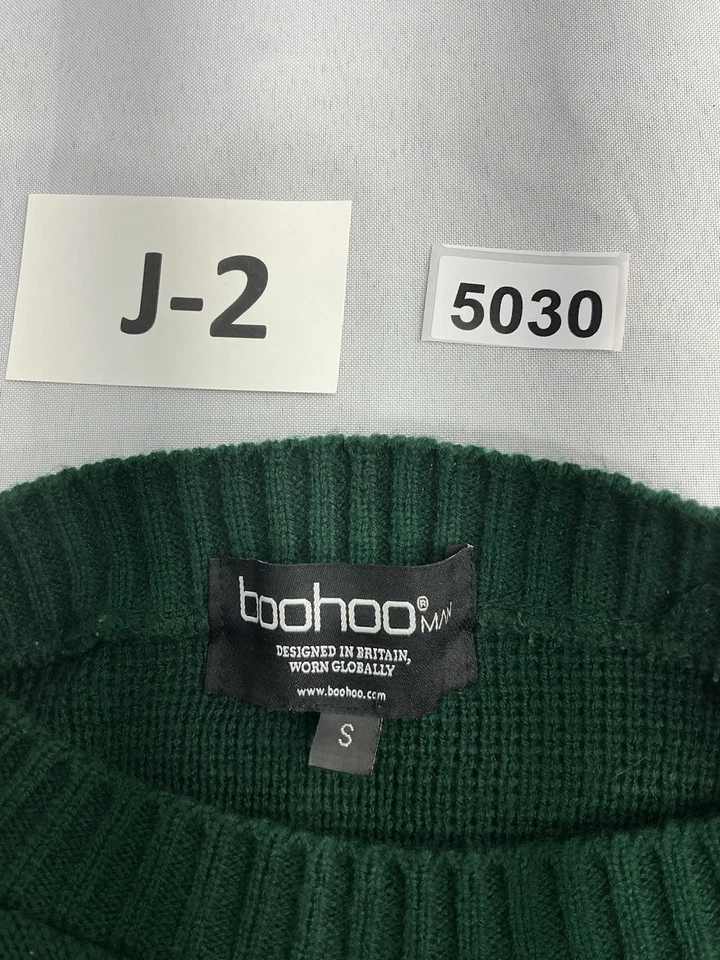 J-2
5030
boohoo® MAN
DESIGNED IN BRITAIN,
WORN GLOBALLY
www.boohoo.com
S